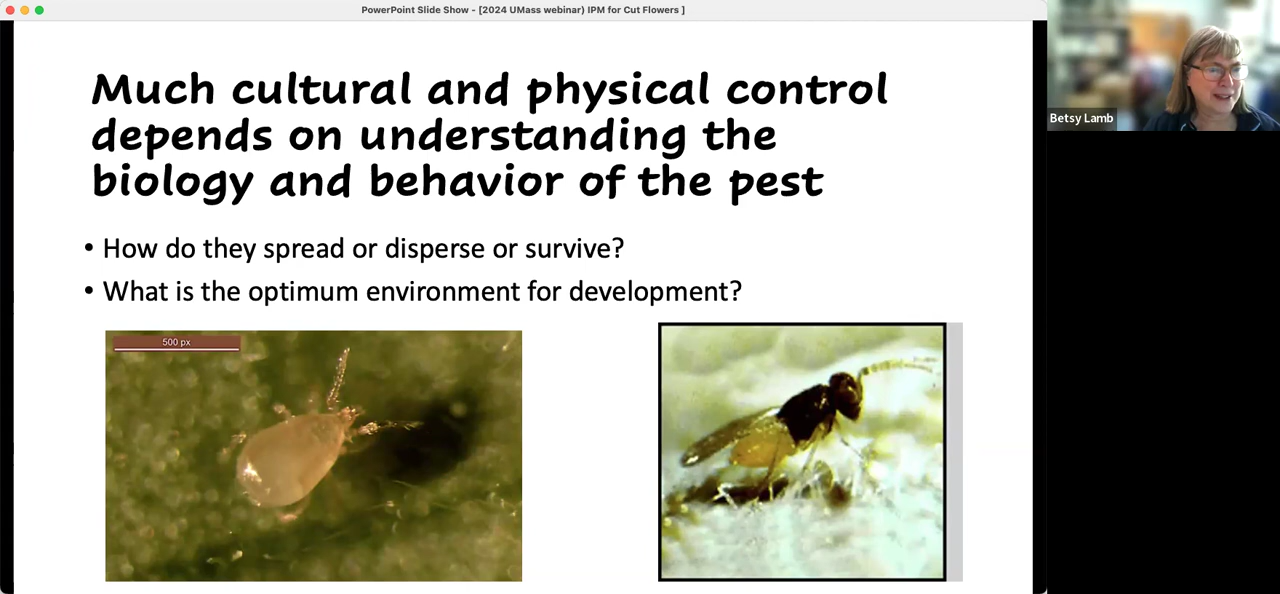 PowerPoint Slide Show - [2024 UMass webinar) IPM for Cut Flowers ]
Much cultural and physical control
depends on understanding the
biology and behavior of the pest
• How do they spread or disperse or survive?
• What is the optimum environment for development?
500 px
Betsy Lamb